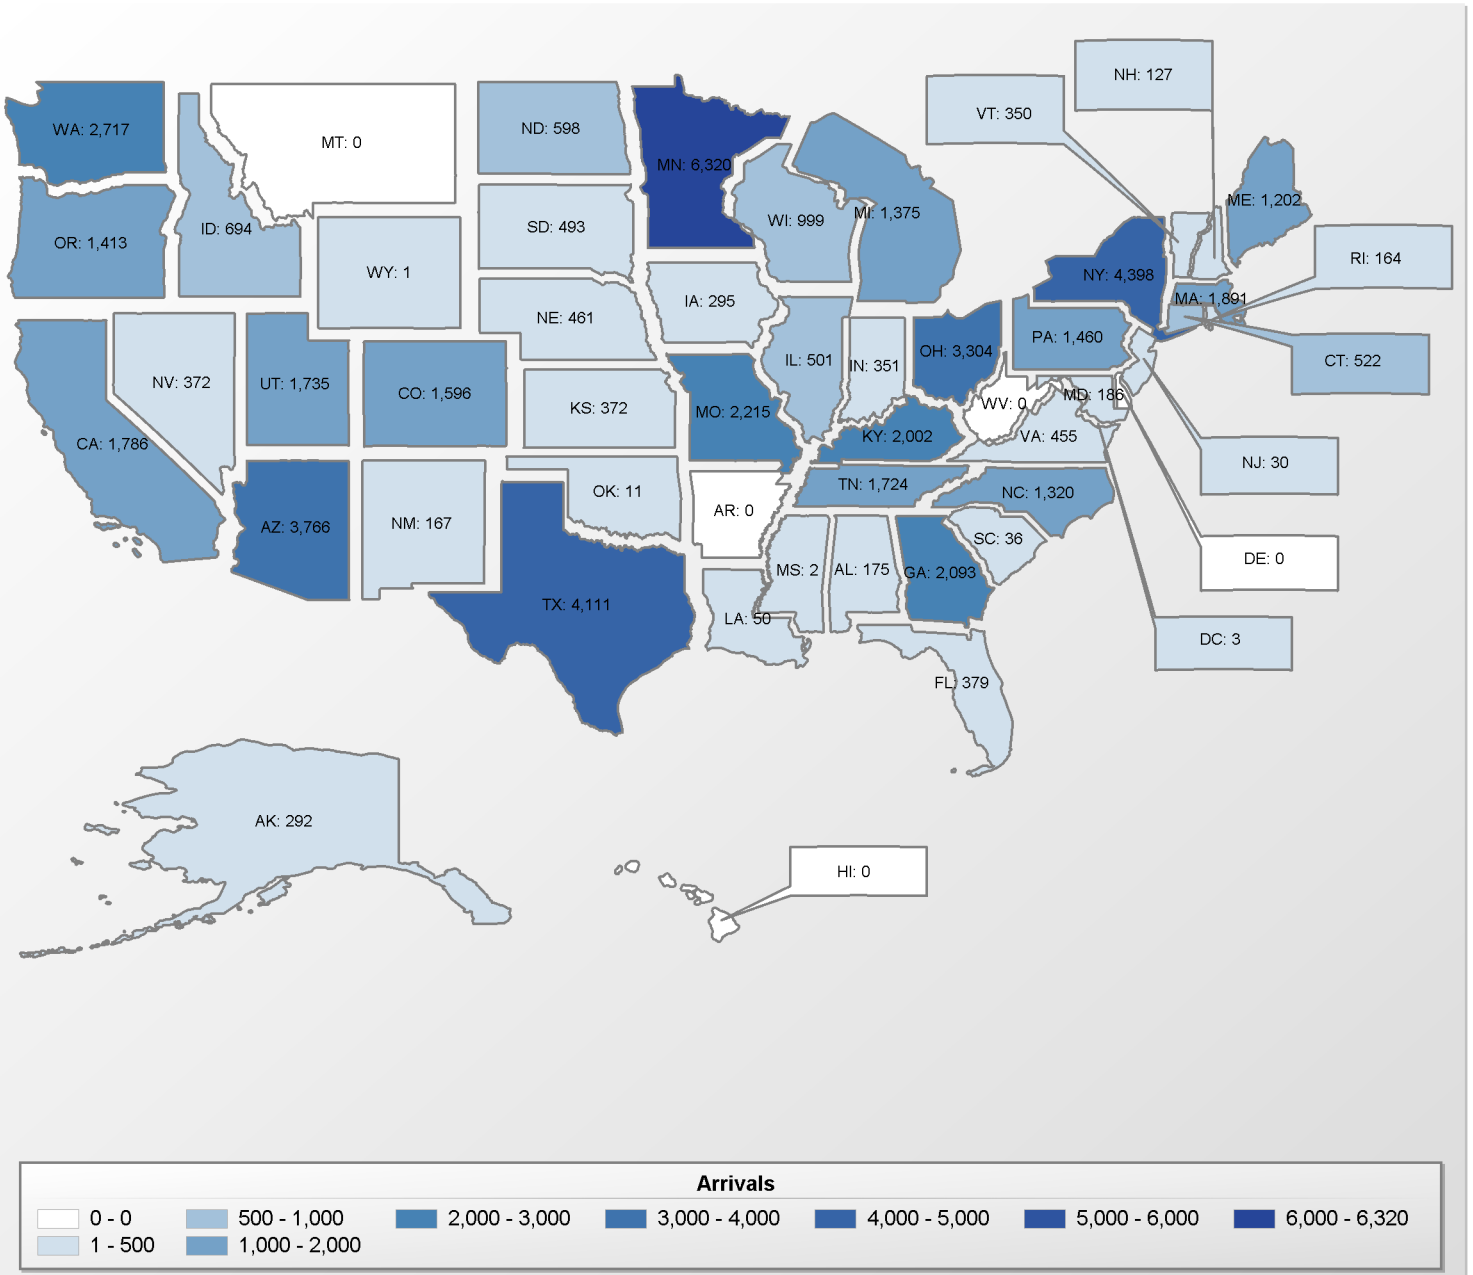 NH: 127
VT: 350
WA: 2,717
ND: 598
MT: 0
MN: 6,320
ME: 1,202
MI: 1,375
WI: 999
SD: 493
ID: 694
OR: 1,413
RI: 164
WY: 1
NY: 4,398
MA: 1,891
IA: 295
NE: 461
PA: 1,460
OH: 3,304
IL: 501
IN: 351
CT: 522
NV: 372
UT: 1,735
CO: 1,596
MD: 186
WV: 0
KS: 372
MO: 2,215
KY: 2,002
VA: 455
CA: 1,786
NJ: 30
TN: 1,724
NC: 1,320
OK: 11
AR: 0
NM: 167
AZ: 3,766
SC: 36
DE: 0
MS: 2
AL: 175
GA: 2,093
TX: 4,111
LA: 50
DC: 3
FL: 379
AK: 292
HI: 0
Arrivals
0 - 0
500 - 1,000
2,000 - 3,000
3,000 - 4,000
4,000 - 5,000
5,000 - 6,000
6,000 - 6,320
1 - 500
1,000 - 2,000